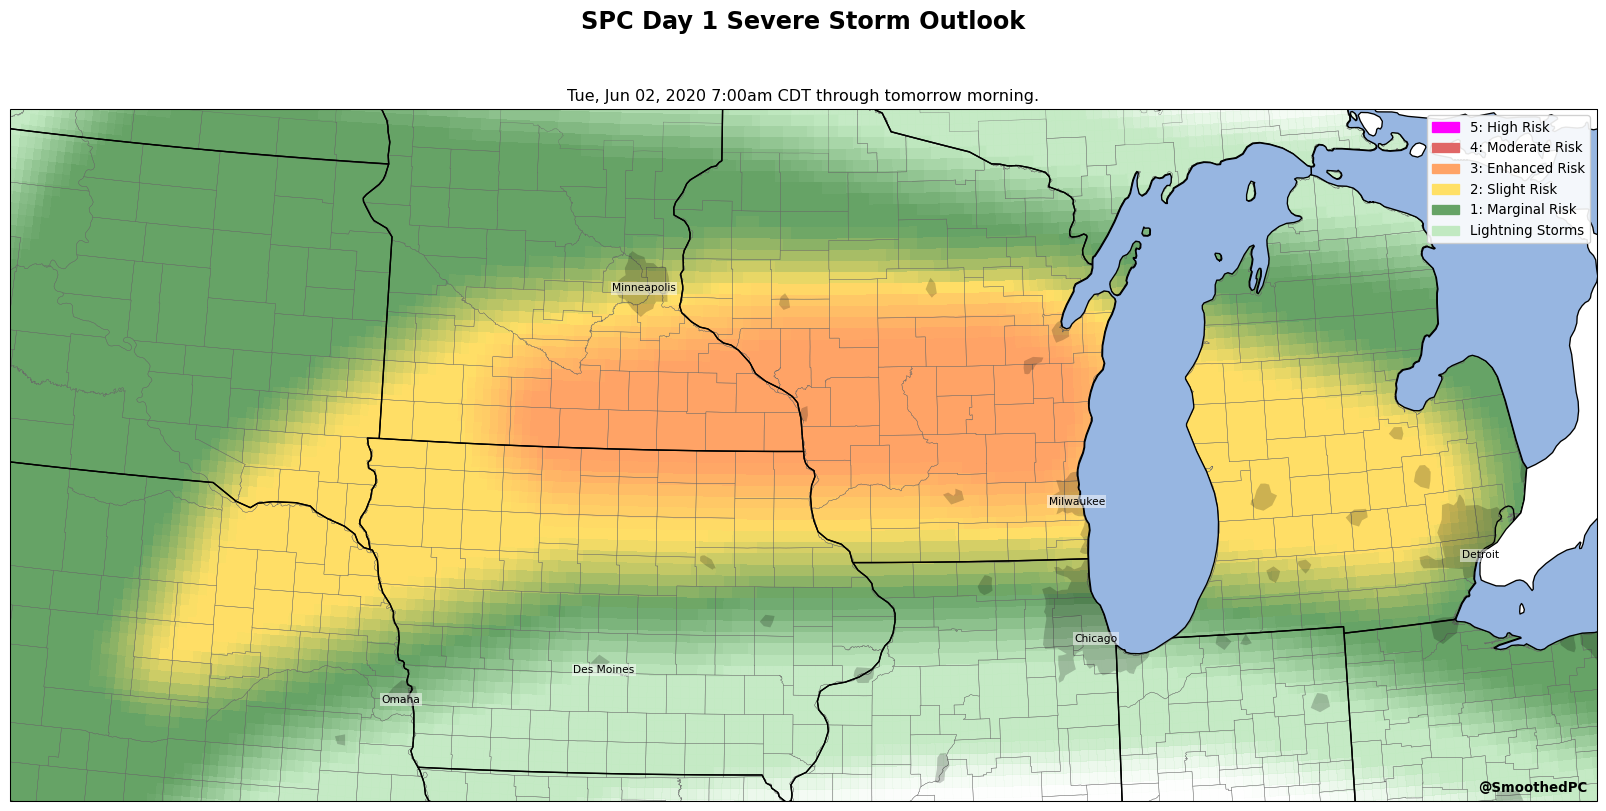 SPC Day 1 Severe Storm Outlook
Tue, Jun 02, 2020 7:00am CDT through tomorrow morning.
5: High Risk
4: Moderate Risk
3: Enhanced Risk
2: Slight Risk
1: Marginal Risk
Lightning Storms
Minneapolis
Milwaukee
Detroit
Chicago
Des Moines
Omaha
@SmoothedPC